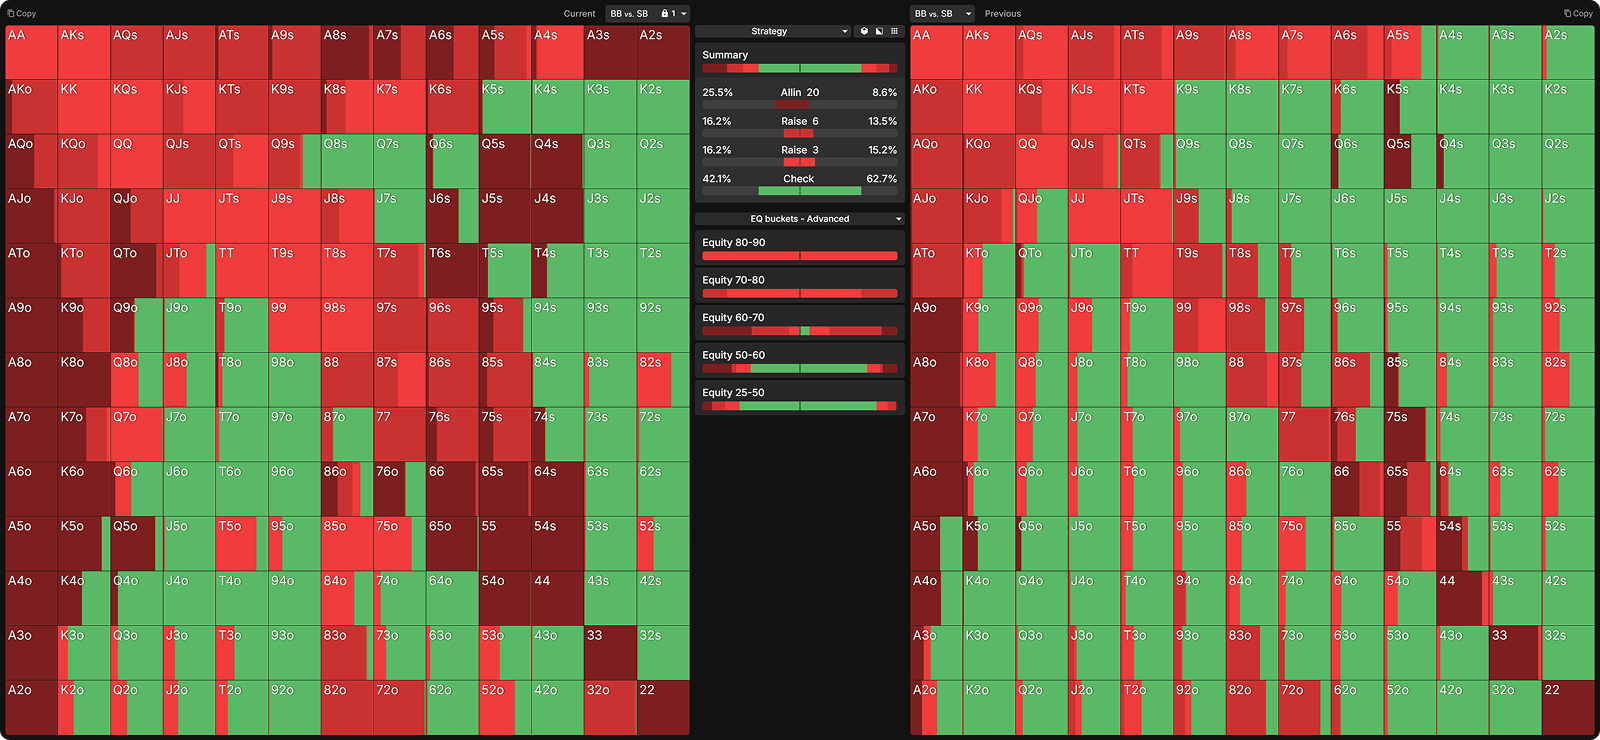 Copy
Current
BB vs. SB 1
BB vs. SB
Previous
Copy
AA AKs AQs AJs ATs A9s A8s A7s A6s A5s A4s A3s A2s
AKo KK KQs KJs KTs K9s K8s K7s K6s K5s K4s K3s K2s
AQo KQo QQ QJs QTs Q9s Q8s Q7s Q6s Q5s Q4s Q3s Q2s
AJo KJo QJo JJ JTs J9s J8s J7s J6s J5s J4s J3s J2s
ATo KTo QTo JTo TT T9s T8s T7s T6s T5s T4s T3s T2s
A9o K9o Q9o J9o T9o 99 98s 97s 96s 95s 94s 93s 92s
A8o K8o Q8o J8o T8o 98o 88 87s 86s 85s 84s 83s 82s
A7o K7o Q7o J7o T7o 97o 87o 77 76s 75s 74s 73s 72s
A6o K6o Q6o J6o T6o 96o 86o 76o 66 65s 64s 63s 62s
A5o K5o Q5o J5o T5o 95o 85o 75o 65o 55 54s 53s 52s
A4o K4o Q4o J4o T4o 94o 84o 74o 64o 54o 44 43s 42s
A3o K3o Q3o J3o T3o 93o 83o 73o 63o 53o 43o 33 32s
A2o K2o Q2o J2o T2o 92o 82o 72o 62o 52o 42o 32o 22
Strategy
Summary
25.5% Allin 20 8.6%
16.2% Raise 6 13.5%
16.2% Raise 3 15.2%
42.1% Check 62.7%
EQ buckets - Advanced
Equity 80-90
Equity 70-80
Equity 60-70
Equity 50-60
Equity 25-50
AA AKs AQs AJs ATs A9s A8s A7s A6s A5s A4s A3s A2s
AKo KK KQs KJs KTs K9s K8s K7s K6s K5s K4s K3s K2s
AQo KQo QQ QJs QTs Q9s Q8s Q7s Q6s Q5s Q4s Q3s Q2s
AJo KJo QJo JJ JTs J9s J8s J7s J6s J5s J4s J3s J2s
ATo KTo QTo JTo TT T9s T8s T7s T6s T5s T4s T3s T2s
A9o K9o Q9o J9o T9o 99 98s 97s 96s 95s 94s 93s 92s
A8o K8o Q8o J8o T8o 98o 88 87s 86s 85s 84s 83s 82s
A7o K7o Q7o J7o T7o 97o 87o 77 76s 75s 74s 73s 72s
A6o K6o Q6o J6o T6o 96o 86o 76o 66 65s 64s 63s 62s
A5o K5o Q5o J5o T5o 95o 85o 75o 65o 55 54s 53s 52s
A4o K4o Q4o J4o T4o 94o 84o 74o 64o 54o 44 43s 42s
A3o K3o Q3o J3o T3o 93o 83o 73o 63o 53o 43o 33 32s
A2o K2o Q2o J2o T2o 92o 82o 72o 62o 52o 42o 32o 22